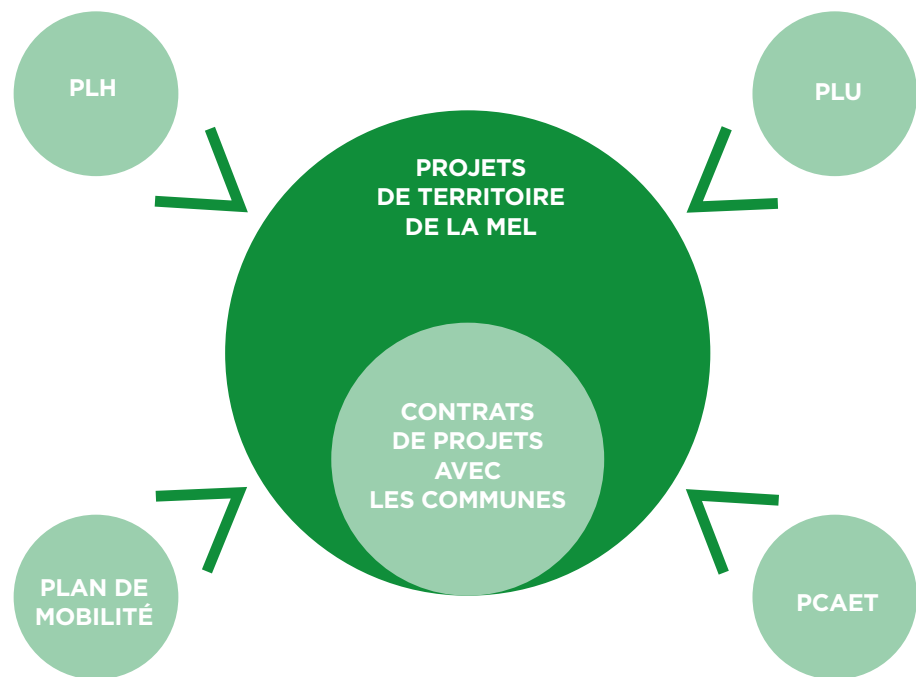 PLH
PLU
PROJETS
DE TERRITOIRE
DE LA MEL
CONTRATS
DE PROJETS
AVEC
LES COMMUNES
PLAN DE
MOBILITÉ
PCAET